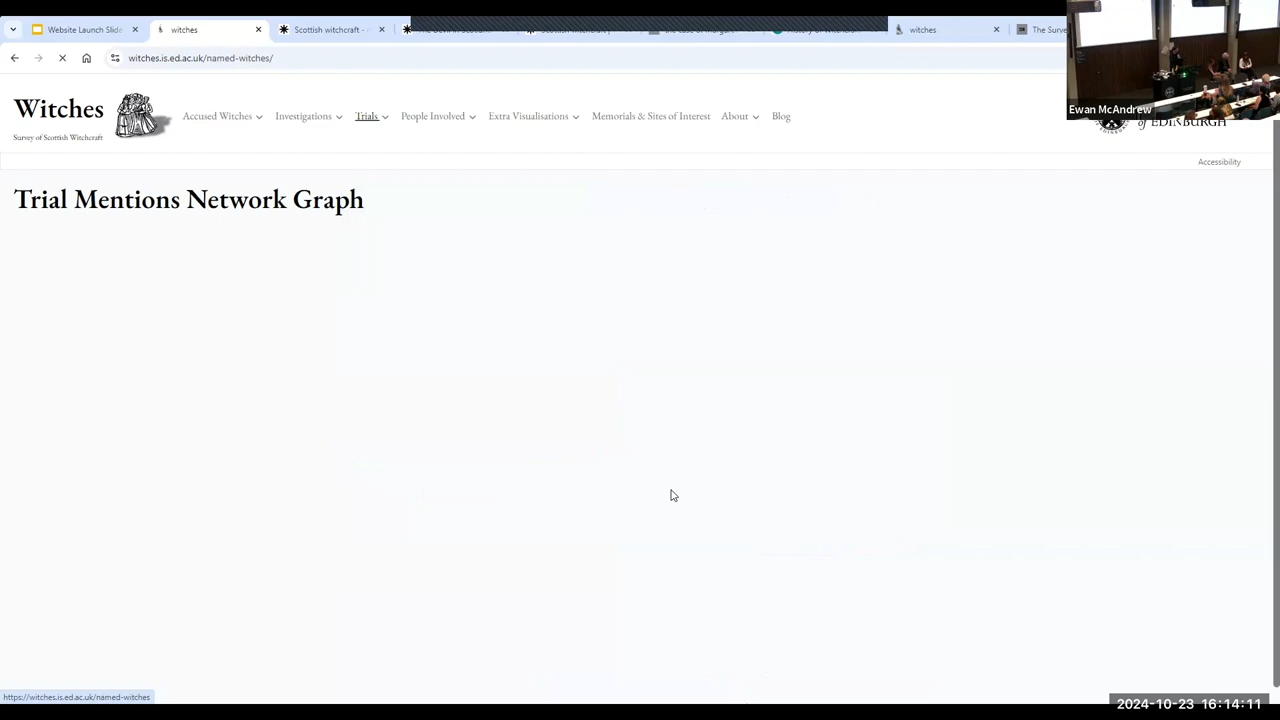 Website Launch Slide
witches
Scottish witchcraft -
witches
The Surve
witches.is.ed.ac.uk/named-witches/
Ewan McAndrew
Witches
Survey of Scottish Witchcraft
Accused Witches
Investigations
Trials
People Involved
Extra Visualisations
Memorials & Sites of Interest
About
Blog
of EDINBURGH
Accessibility
Trial Mentions Network Graph
https://witches.is.ed.ac.uk/named-witches
2024-10-23 16:14:11